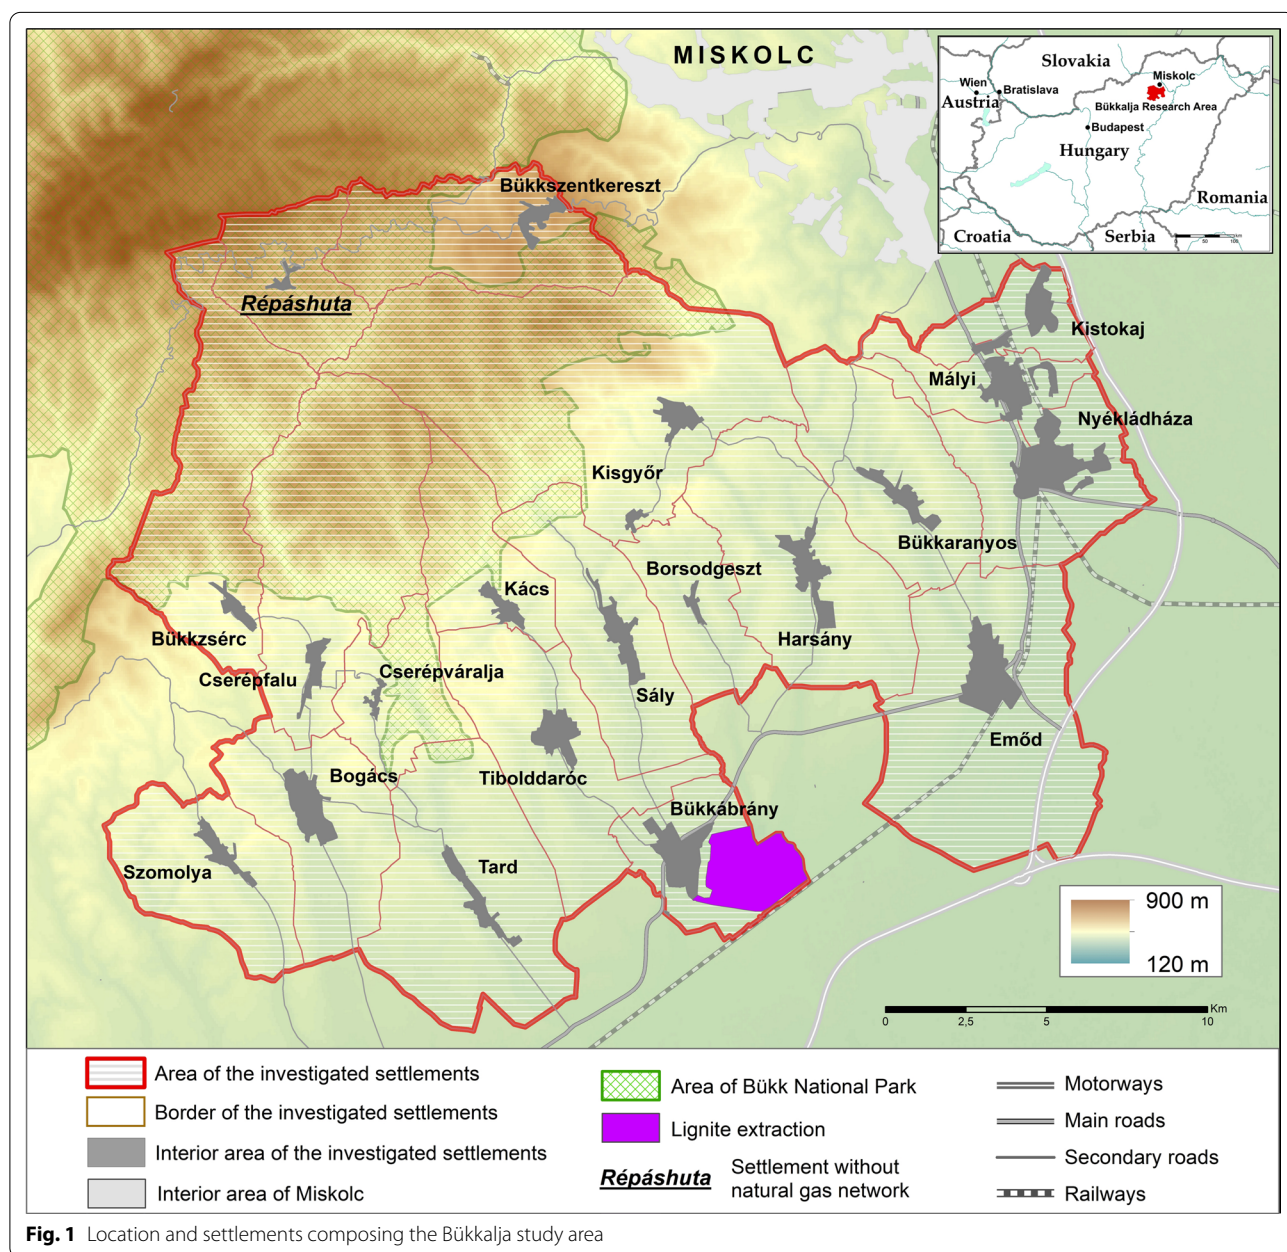 MISKOLC
Slovakia
Wien
Bratislava
Miskolc
Austria
Bükkalja Research Area
Budapest
Hungary
Romania
Croatia
Serbia
0 50 100 km
Bükkszentkereszt
Répáshuta
Kistokaj
Mályi
Nyékládháza
Kisgyőr
Bükkaranyos
Borsodgeszt
Kács
Harsány
Bükkzsérc
Cserépfalu
Cserépváralja
Sály
Emőd
Bogács
Tibolddaróc
Bükkábrány
Szomolya
Tard
900 m
120 m
Km
0 2,5 5 10
Area of the investigated settlements
Border of the investigated settlements
Interior area of the investigated settlements
Interior area of Miskolc
Area of Bükk National Park
Lignite extraction
Répáshuta Settlement without
natural gas network
Motorways
Main roads
Secondary roads
Railways
Fig. 1 Location and settlements composing the Bükkalja study area